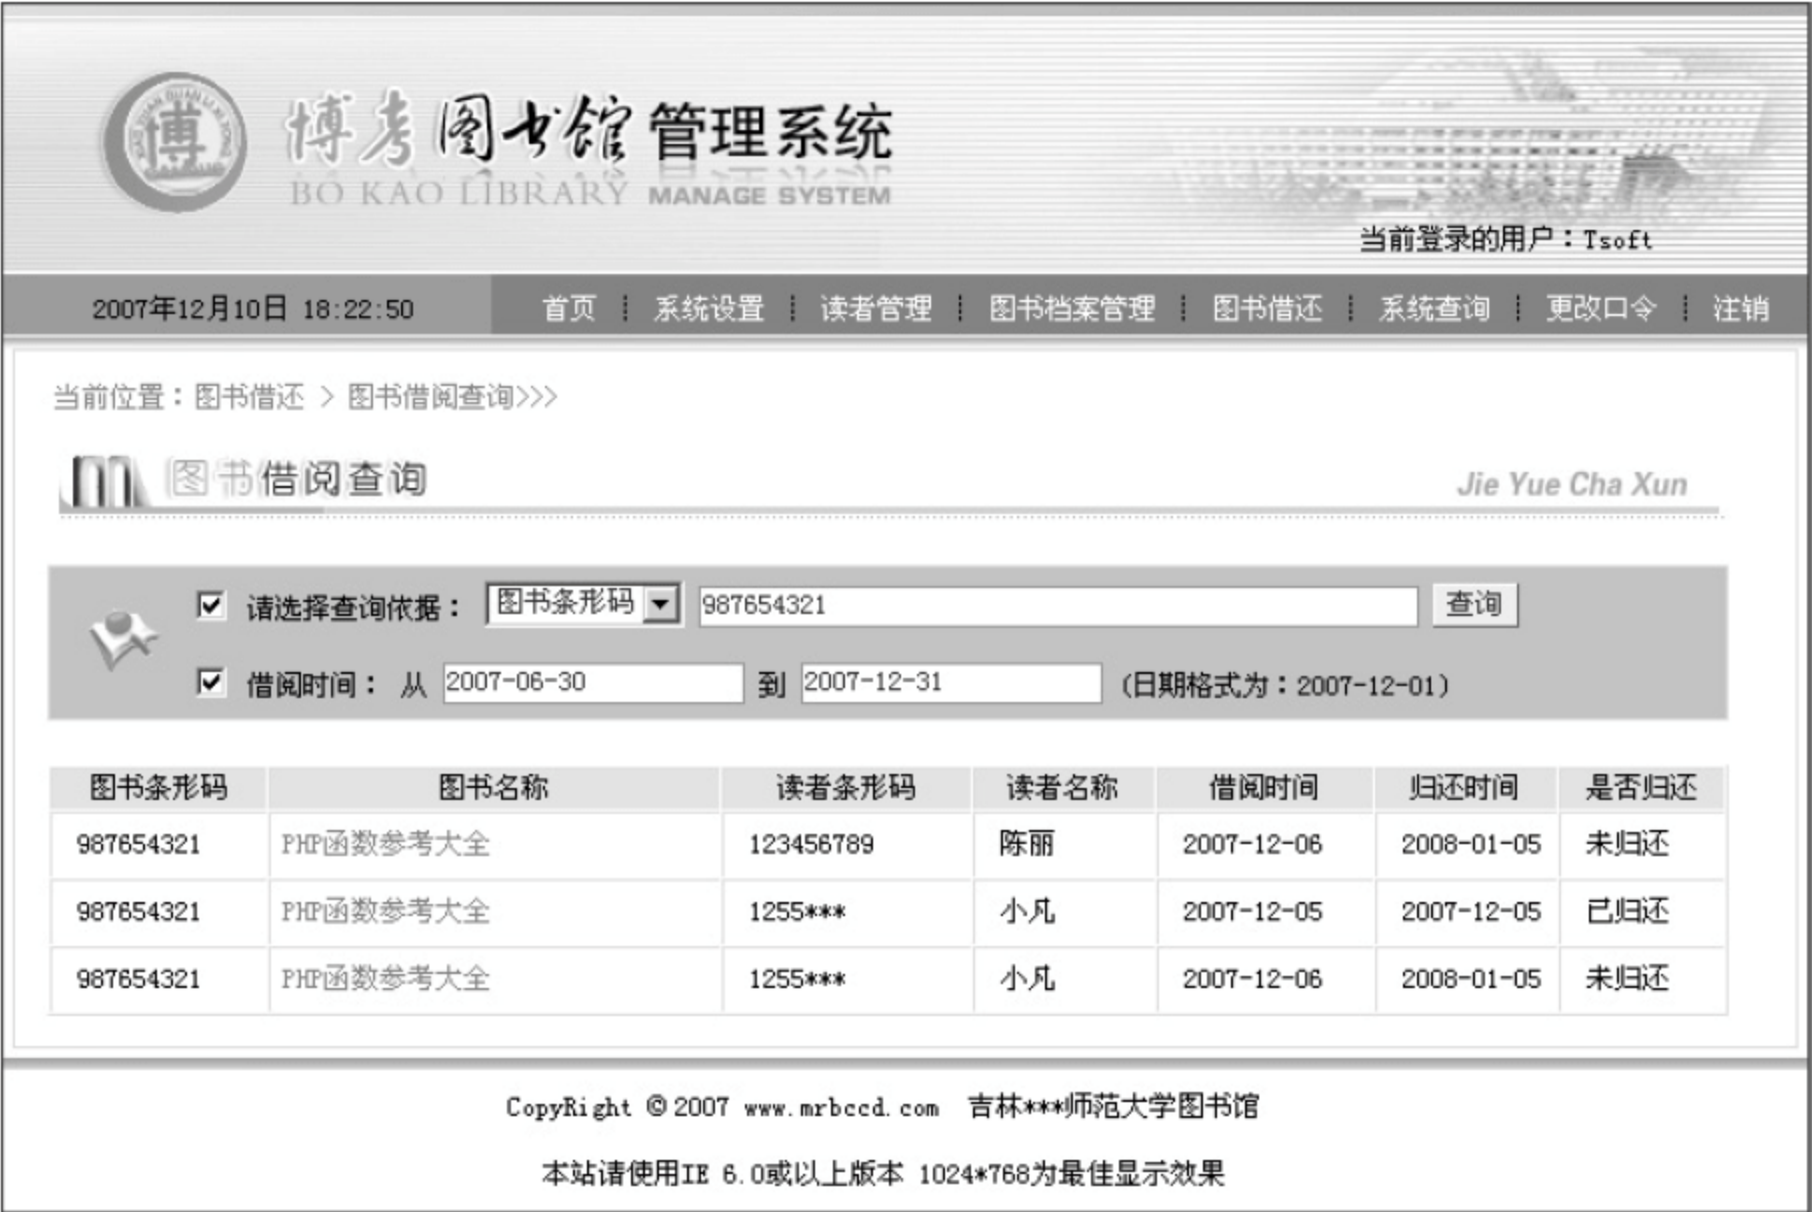 博考图书馆管理系统
BO KAO LIBRARY MANAGE SYSTEM
当前登录的用户：Tsoft
2007年12月10日 18:22:50 首页 系统设置 读者管理 图书档案管理 图书借还 系统查询 更改口令 注销
当前位置：图书借还 > 图书借阅查询>>>
图书借阅查询 Jie Yue Cha Xun
请选择查询依据： 图书条形码 987654321 查询
借阅时间： 从 2007-06-30 到 2007-12-31 (日期格式为：2007-12-01)
图书条形码 图书名称 读者条形码 读者名称 借阅时间 归还时间 是否归还
987654321 PHP函数参考大全 123456789 陈丽 2007-12-06 2008-01-05 未归还
987654321 PHP函数参考大全 1255*** 小凡 2007-12-05 2007-12-05 已归还
987654321 PHP函数参考大全 1255*** 小凡 2007-12-06 2008-01-05 未归还
CopyRight ©2007 www.mrbccd.com 吉林***师范大学图书馆
本站请使用IE 6.0或以上版本 1024*768为最佳显示效果